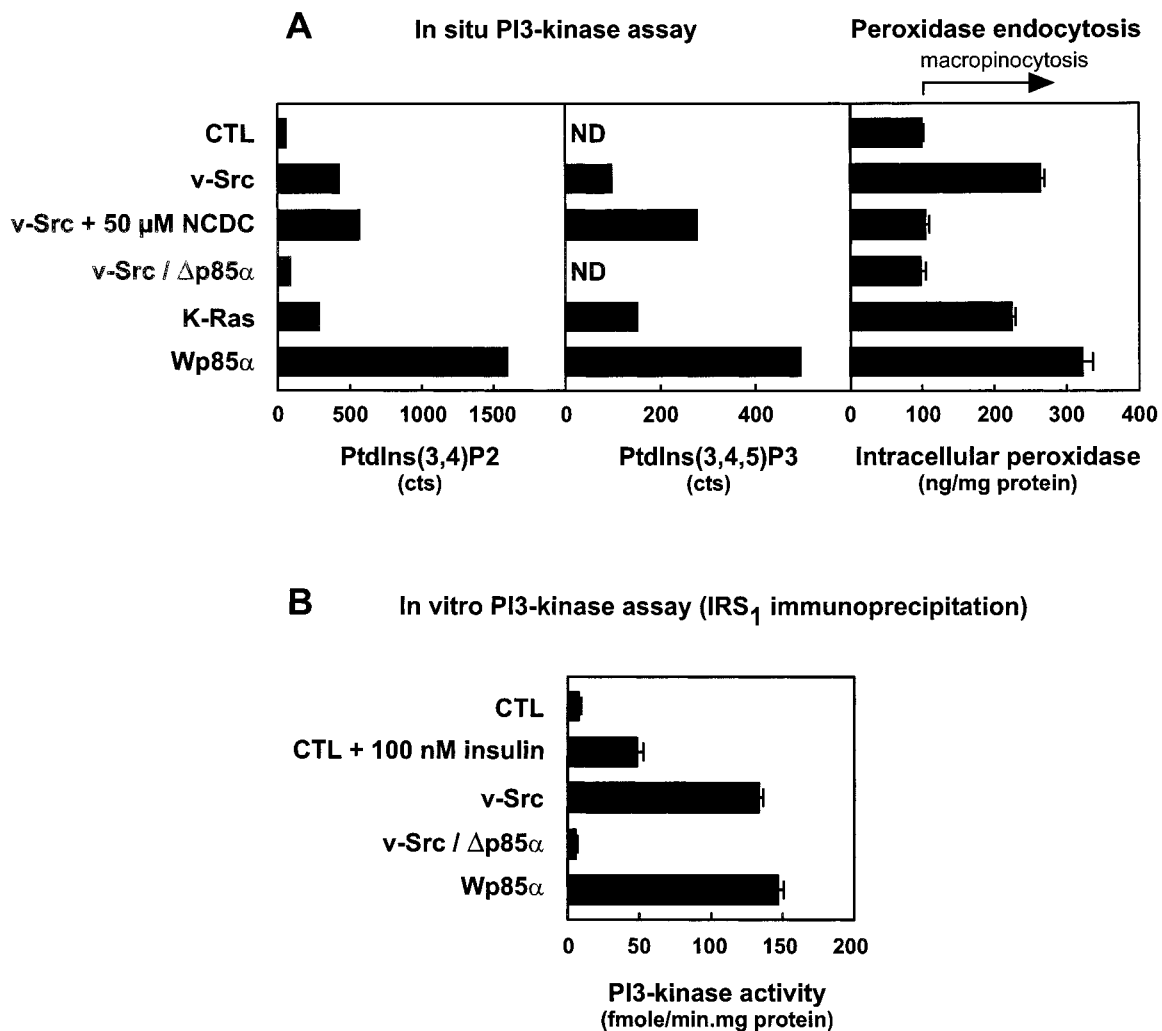 A In situ PI3-kinase assay Peroxidase endocytosis
macropinocytosis
CTL
v-Src
v-Src + 50 µM NCDC
v-Src / Δp85α
K-Ras
Wp85α
ND
ND
0 500 1000 1500 0 200 400 0 100 200 300 400
PtdIns(3,4)P2 PtdIns(3,4,5)P3 Intracellular peroxidase
(cts) (cts) (ng/mg protein)
B In vitro PI3-kinase assay (IRS1 immunoprecipitation)
CTL
CTL + 100 nM insulin
v-Src
v-Src / Δp85α
Wp85α
0 50 100 150 200
PI3-kinase activity
(fmole/min.mg protein)